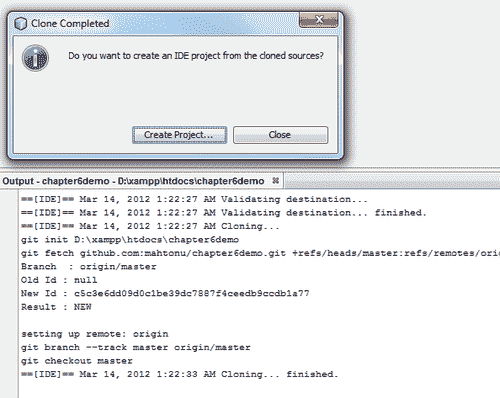 Clone Completed
Do you want to create an IDE project from the cloned sources?
Create Project...
Close
Output - chapter6demo - D:\xampp\htdocs\chapter6demo
==[IDE]== Mar 14, 2012 1:22:27 AM Validating destination...
==[IDE]== Mar 14, 2012 1:22:27 AM Validating destination... finished.
==[IDE]== Mar 14, 2012 1:22:27 AM Cloning...
git init D:\xampp\htdocs\chapter6demo
git fetch github.com:mahtonu/chapter6demo.git +refs/heads/master:refs/remotes/ori
Branch : origin/master
Old Id : null
New Id : c5c3e6dd09d0c1be39dc7887f4ceedb9ccdb1a77
Result : NEW
setting up remote: origin
git branch --track master origin/master
git checkout master
==[IDE]== Mar 14, 2012 1:22:33 AM Cloning... finished.